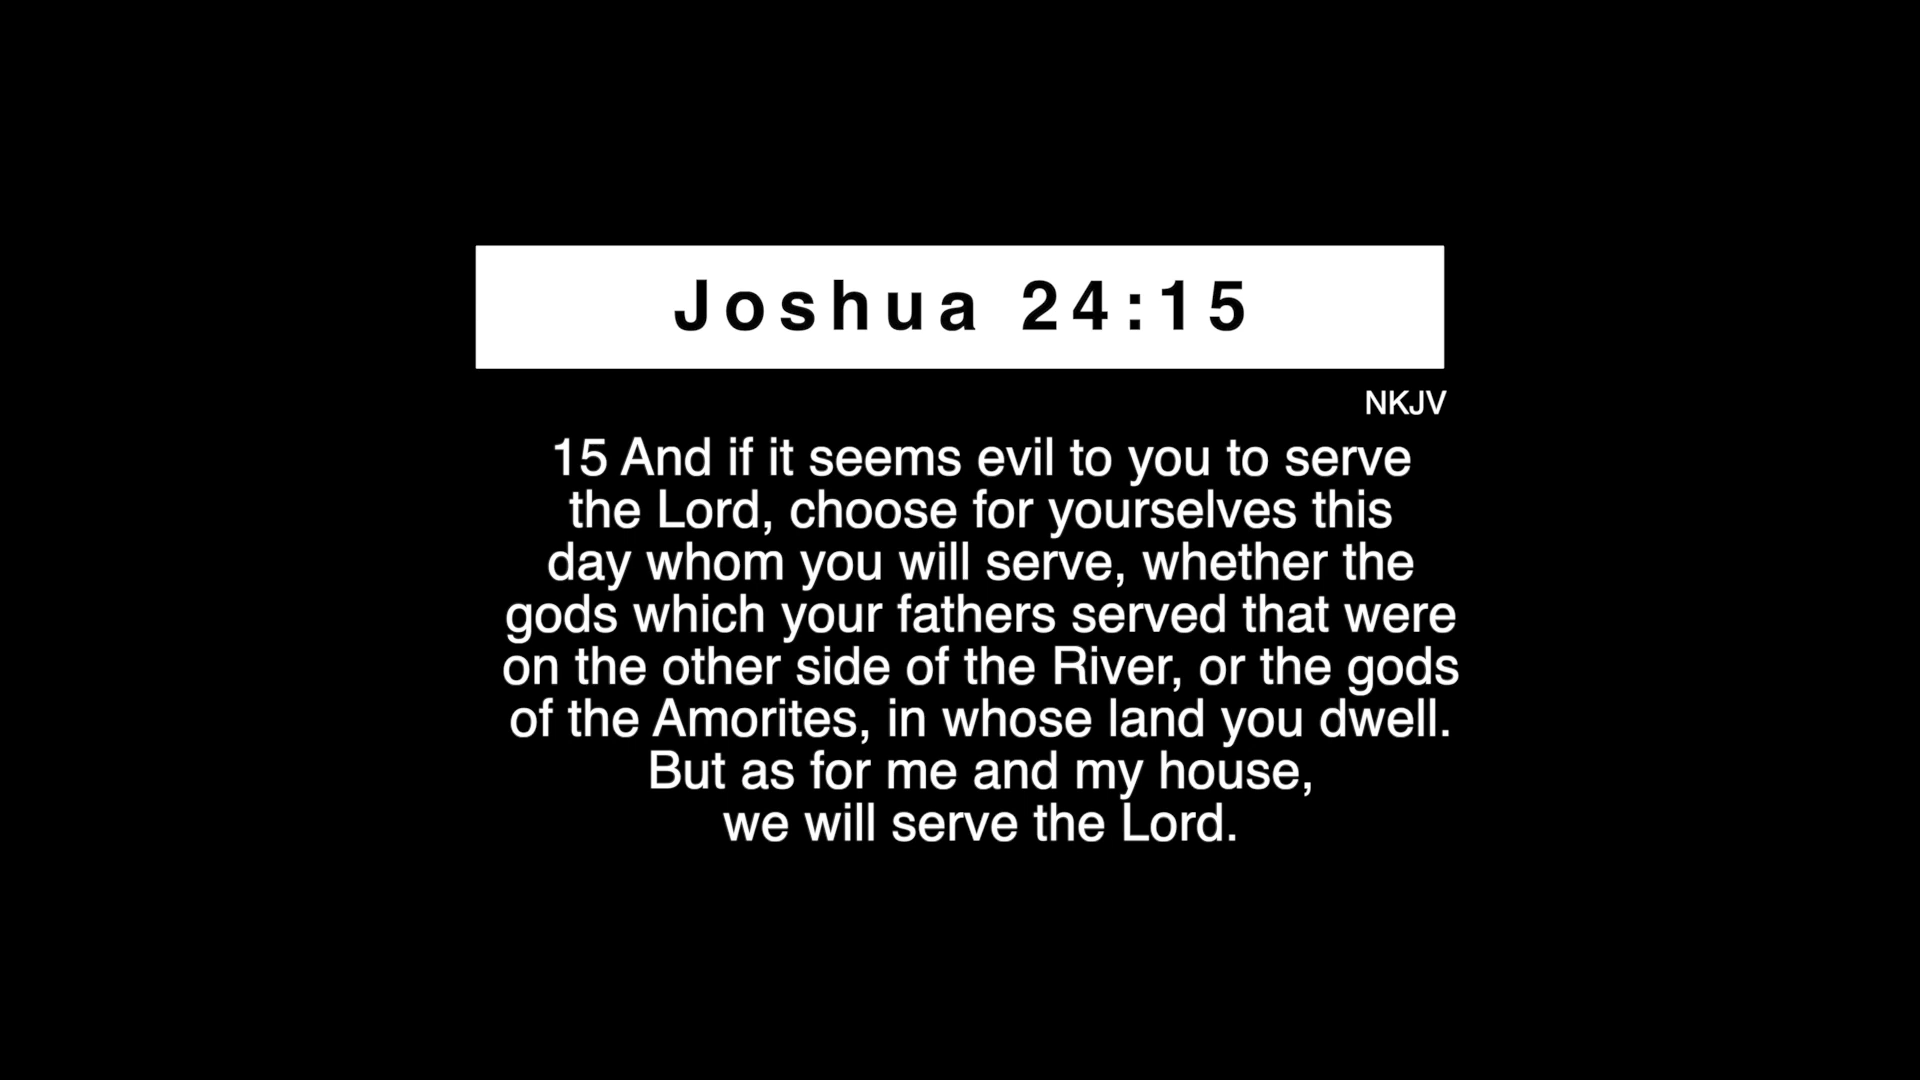 Joshua 24:15
NKJV
15 And if it seems evil to you to serve
the Lord, choose for yourselves this
day whom you will serve, whether the
gods which your fathers served that were
on the other side of the River, or the gods
of the Amorites, in whose land you dwell.
But as for me and my house,
we will serve the Lord.